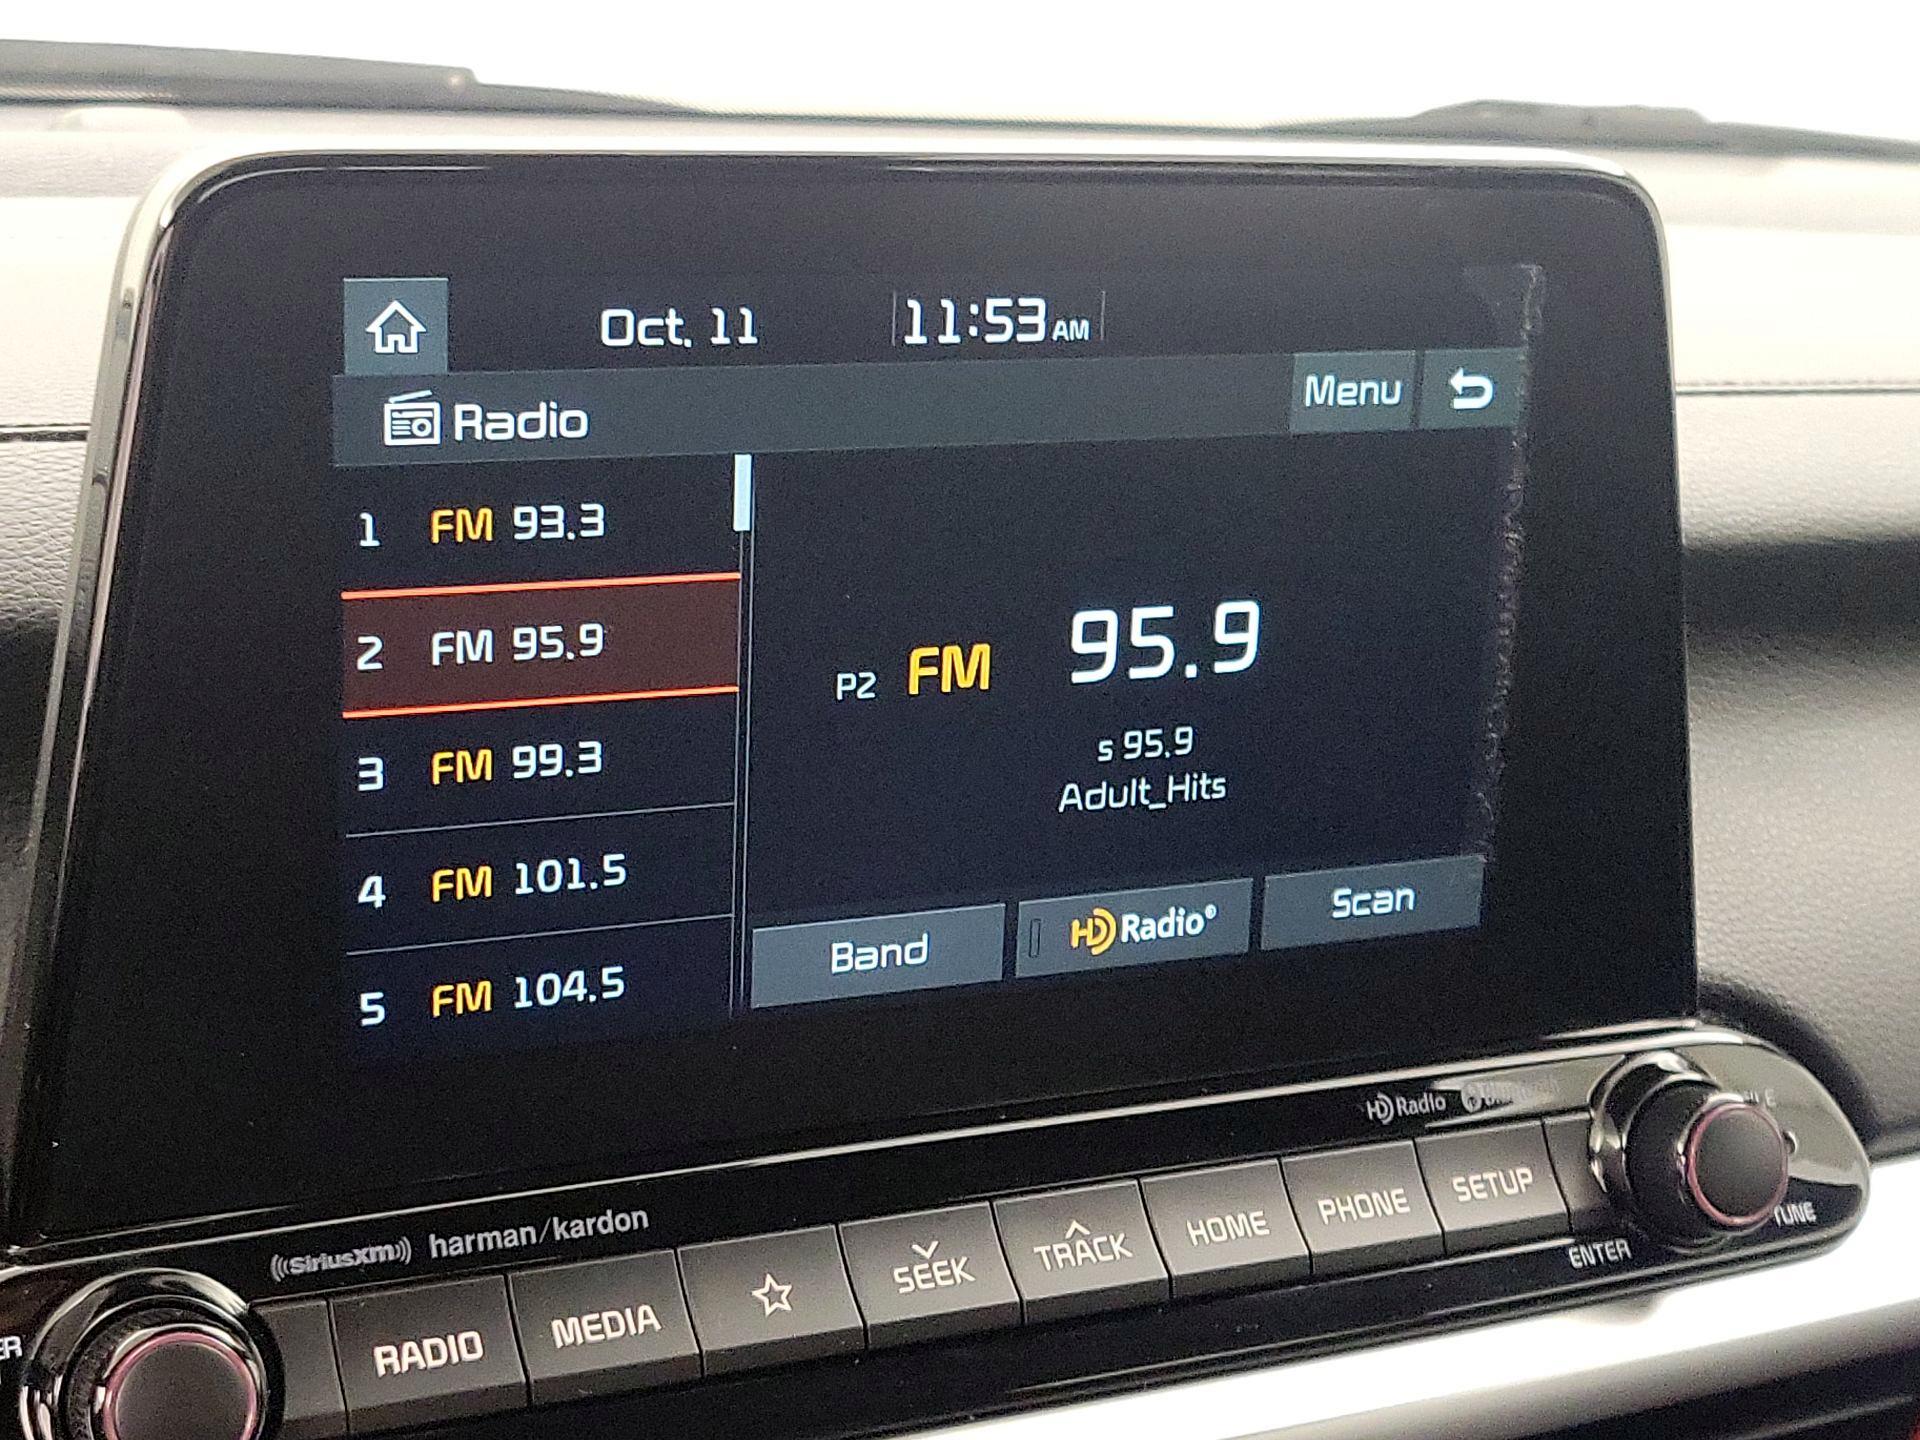 Oct. 11 11:53 AM
Radio Menu
1 FM 93.3
2 FM 95.9
3 FM 99.3
4 FM 101.5
5 FM 104.5
P2 FM 95.9
s 95.9
Adult_Hits
Band HD Radio® Scan
HD Radio Bluetooth
((SiriusXM)) harman/kardon
RADIO MEDIA SEEK TRACK HOME PHONE SETUP
ENTER TUNE